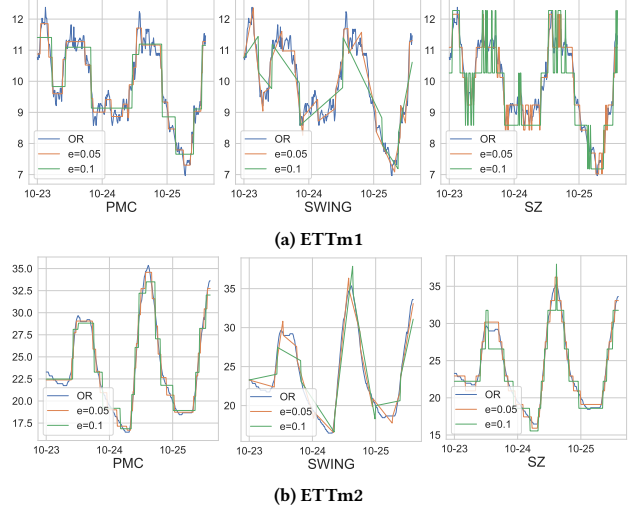 12
11
10
9
8
7
OR
e=0.05
e=0.1
10-23 10-24 10-25
PMC
12
11
10
9
8
7
OR
e=0.05
e=0.1
10-23 10-24 10-25
SWING
12
11
10
9
8
7
OR
e=0.05
e=0.1
10-23 10-24 10-25
SZ
(a) ETTm1
35.0
32.5
30.0
27.5
25.0
22.5
20.0
17.5
OR
e=0.05
e=0.1
10-23 10-24 10-25
PMC
35
30
25
20
OR
e=0.05
e=0.1
10-23 10-24 10-25
SWING
35
30
25
20
15
OR
e=0.05
e=0.1
10-23 10-24 10-25
SZ
(b) ETTm2